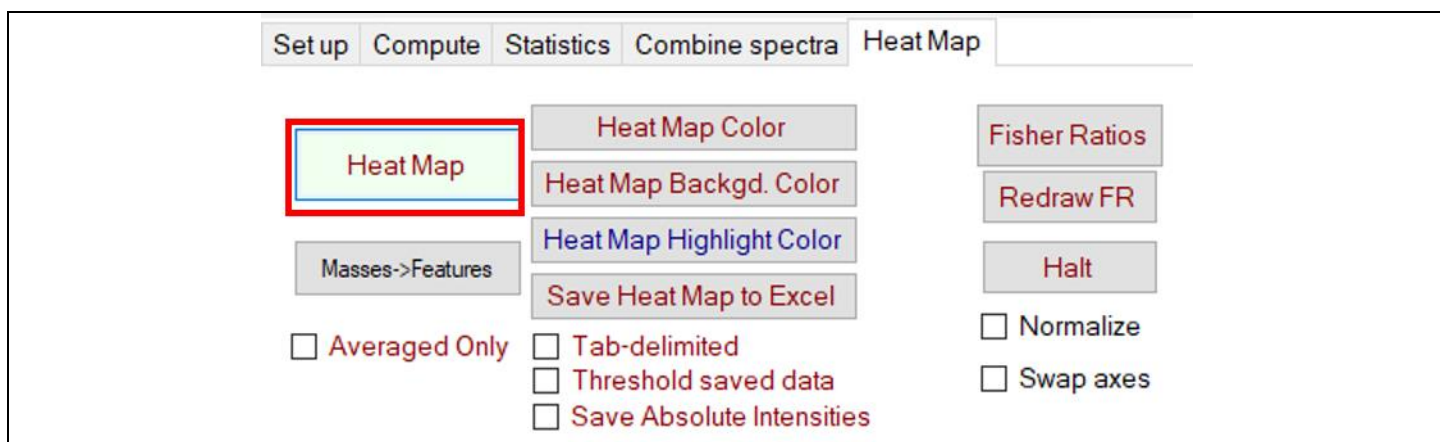 Set up Compute Statistics Combine spectra Heat Map
Heat Map
Masses->Features
Averaged Only
Heat Map Color
Heat Map Backgd. Color
Heat Map Highlight Color
Save Heat Map to Excel
Tab-delimited
Threshold saved data
Save Absolute Intensities
Fisher Ratios
Redraw FR
Halt
Normalize
Swap axes